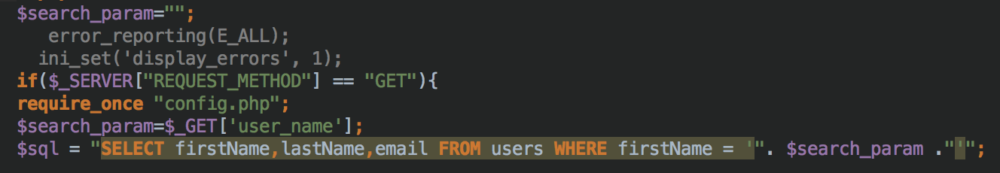 $search_param="";
error_reporting(E_ALL);
ini_set('display_errors', 1);
if($_SERVER["REQUEST_METHOD"] == "GET"){
require_once "config.php";
$search_param=$_GET['user_name'];
$sql = "SELECT firstName,lastName,email FROM users WHERE firstName =  '". $search_param ."'";